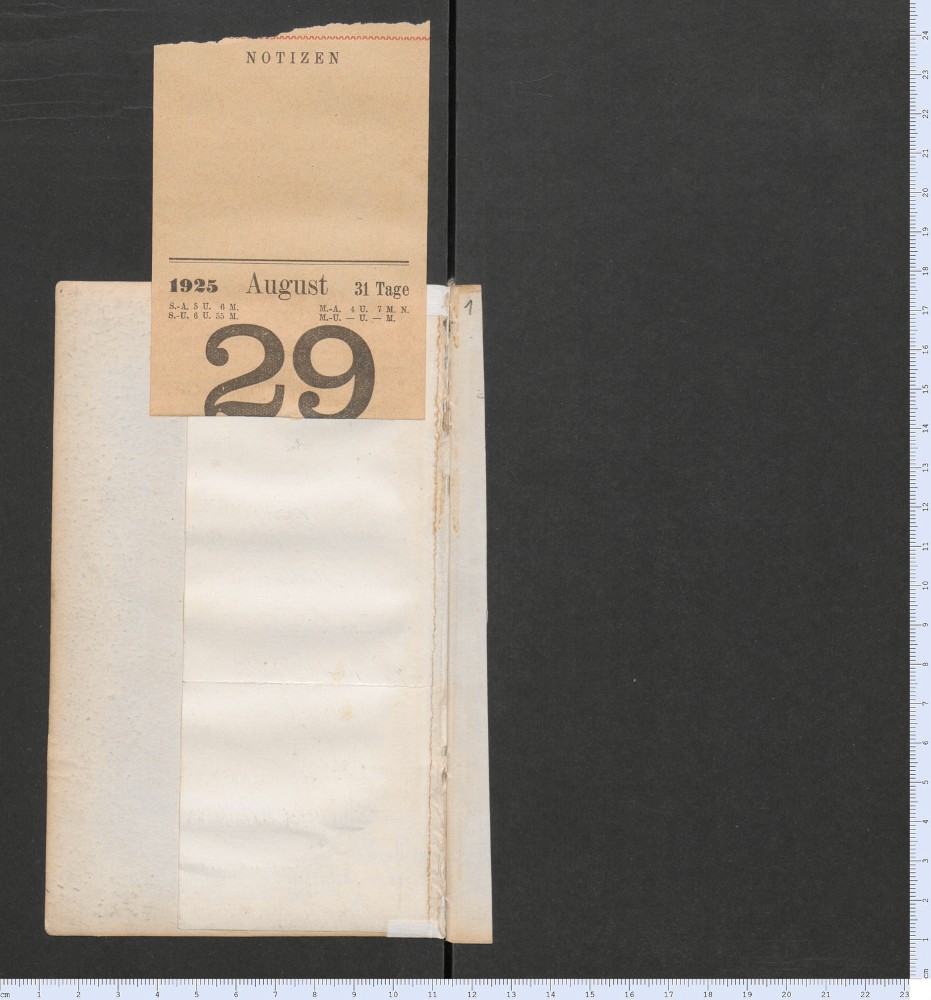 NOTIZEN
1925 August 31 Tage
S.-A. 5 U. 6 M. M.-A. 4 U. 7 M. N.
S.-U. 6 U. 55 M. M.-U. — U. — M.
29
1